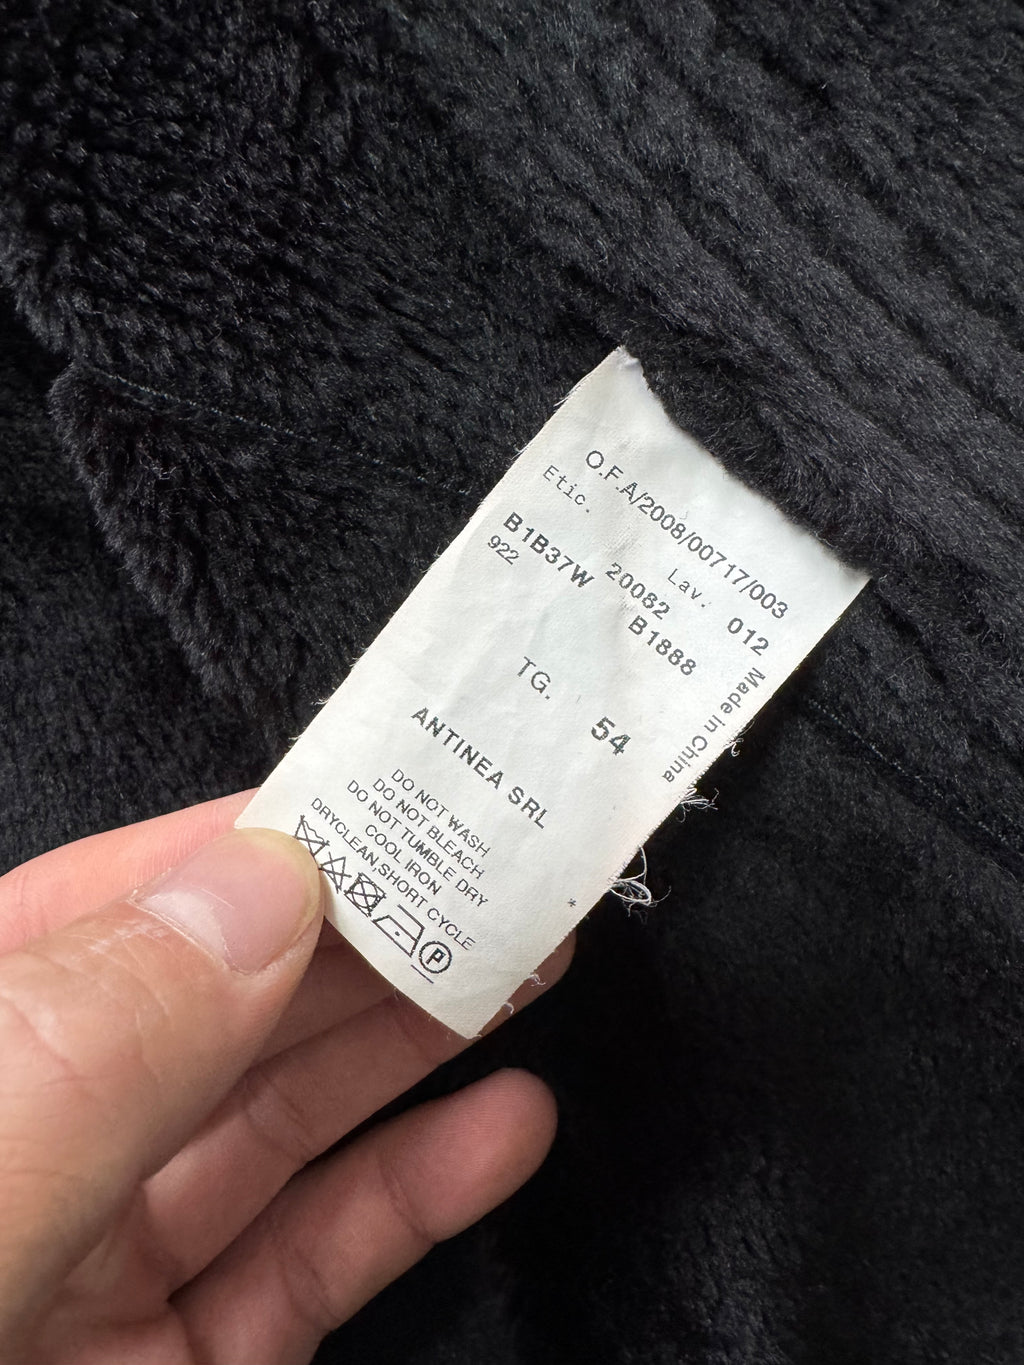 O.F.A/2008/00717/003
Etic. Lav. 012
B1B37W 20082 B1888
922
TG. 54
Made in China
ANTINEA SRL
DO NOT WASH
DO NOT BLEACH
DO NOT TUMBLE DRY
COOL IRON
DRYCLEAN SHORT CYCLE
P
*